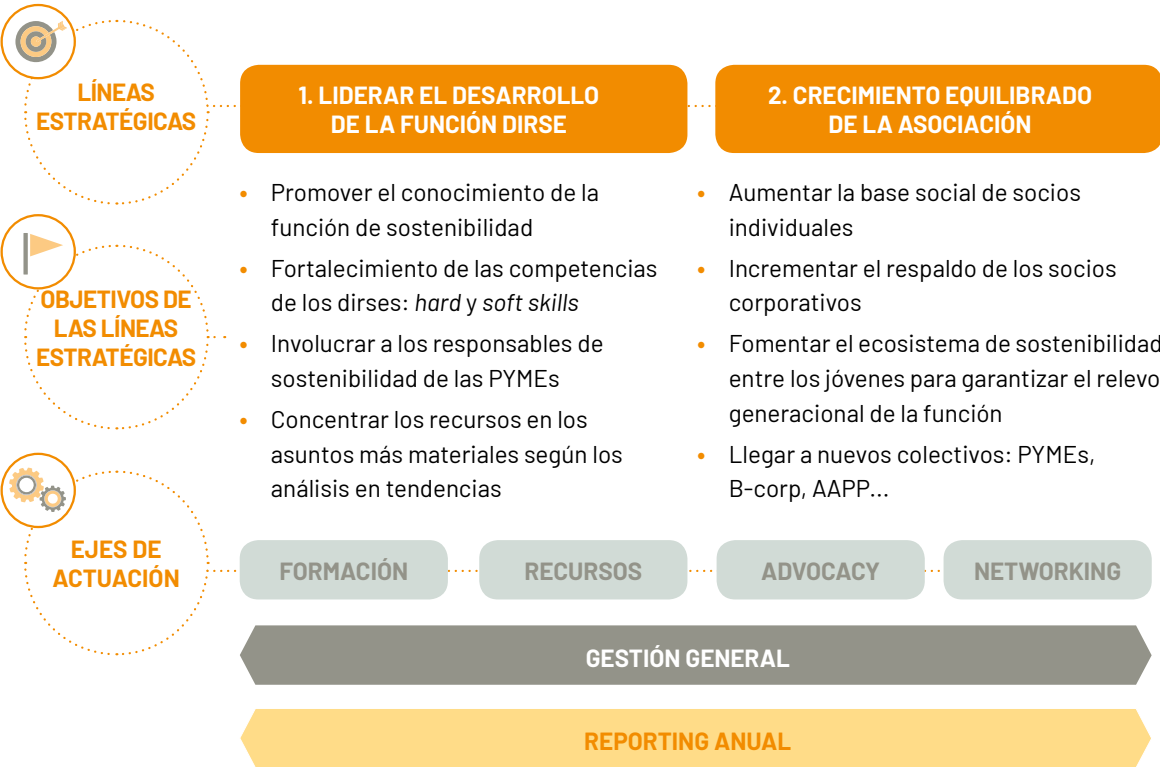 LÍNEAS
ESTRATÉGICAS
1. LIDERAR EL DESARROLLO
DE LA FUNCIÓN DIRSE
2. CRECIMIENTO EQUILIBRADO
DE LA ASOCIACIÓN
OBJETIVOS DE
LAS LÍNEAS
ESTRATÉGICAS
• Promover el conocimiento de la
función de sostenibilidad
• Fortalecimiento de las competencias
de los dirses: hard y soft skills
• Involucrar a los responsables de
sostenibilidad de las PYMEs
• Concentrar los recursos en los
asuntos más materiales según los
análisis en tendencias
• Aumentar la base social de socios
individuales
• Incrementar el respaldo de los socios
corporativos
• Fomentar el ecosistema de sostenibilidad
entre los jóvenes para garantizar el relevo
generacional de la función
• Llegar a nuevos colectivos: PYMEs,
B-corp, AAPP...
EJES DE
ACTUACIÓN
FORMACIÓN
RECURSOS
ADVOCACY
NETWORKING
GESTIÓN GENERAL
REPORTING ANUAL